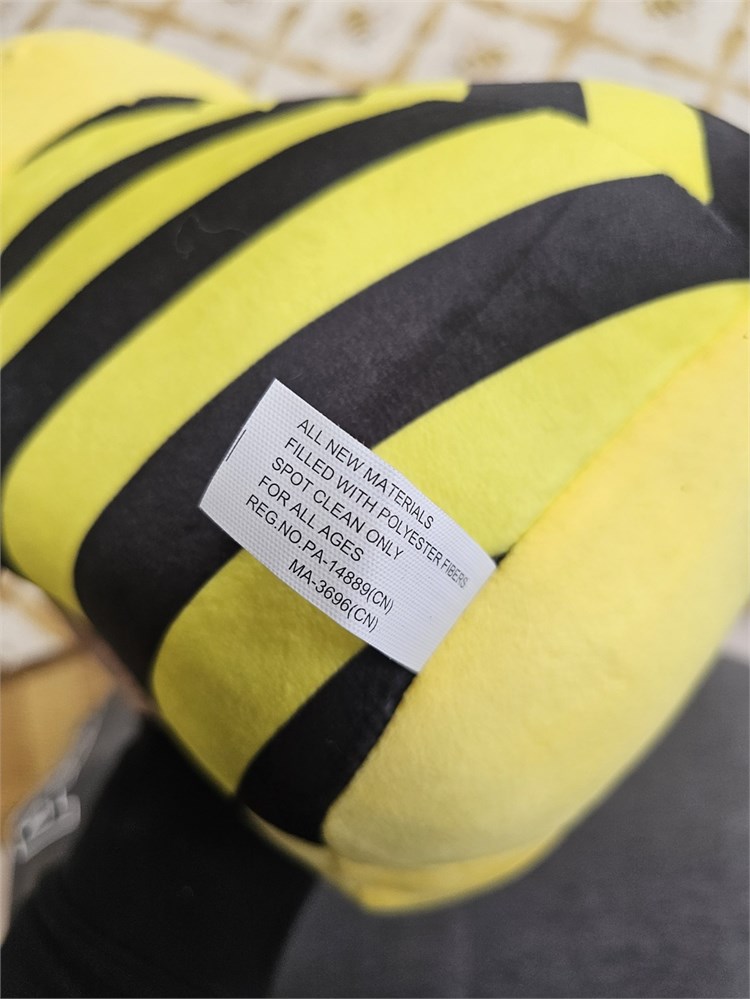 ALL NEW MATERIALS
FILLED WITH POLYESTER FIBERS
SPOT CLEAN ONLY
FOR ALL AGES
REG.NO.PA-14889(CN)
MA-3696(CN)